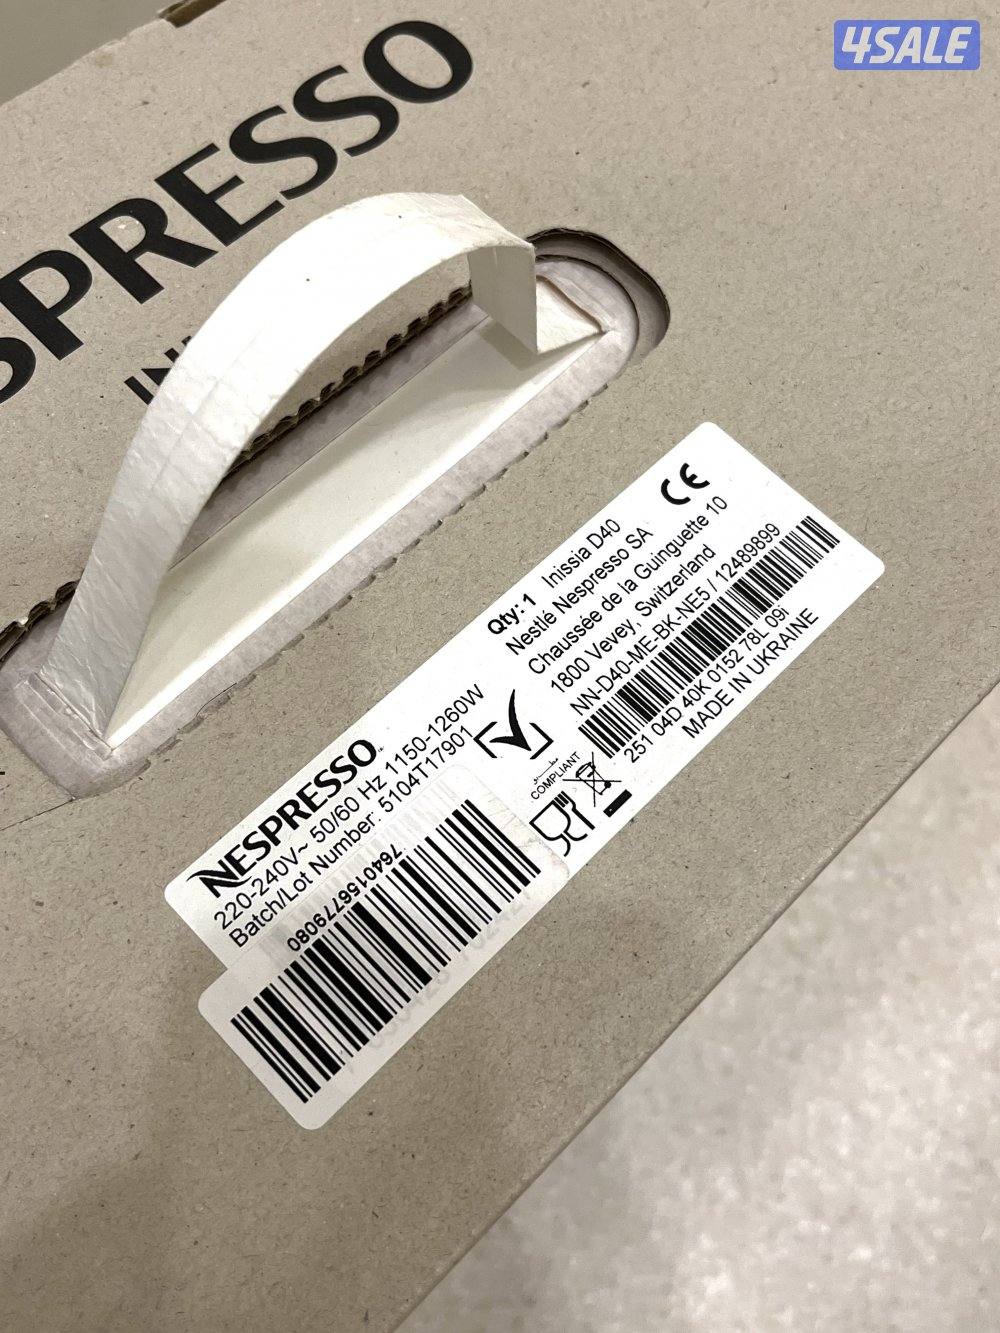 4SALE
SPRESSO
IN
NESPRESSO
220-240V~ 50/60 Hz 1150-1260W
Batch/Lot Number: 5104T17901
7640156779080
Qty: 1 Inissia D40
Nestlé Nespresso SA
Chaussée de la Guinguette 10
1800 Vevey, Switzerland
NN-D40-ME-BK-NE5 / 12489899
251 04D 40K 0152 78L 09i
MADE IN UKRAINE
CE
COMPLIANT